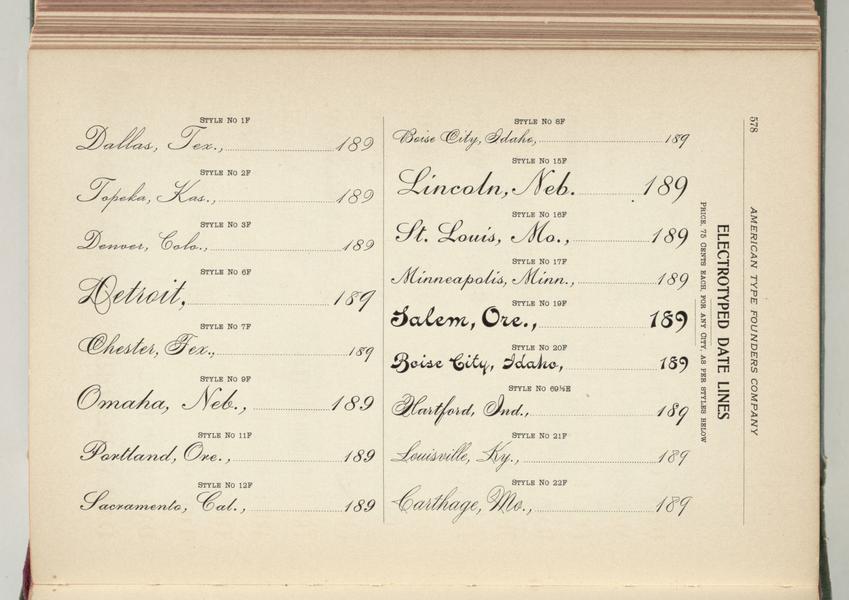 578
AMERICAN TYPE FOUNDERS COMPANY
ELECTROTYPED DATE LINES
PRICE, 75 CENTS EACH, FOR ANY CITY, AS PER STYLES BELOW
STYLE NO 1F
Dallas, Tex., 189
STYLE NO 2F
Topeka, Kas., 189
STYLE NO 3F
Denver, Colo., 189
STYLE NO 6F
Detroit, 189
STYLE NO 7F
Chester, Tex., 189
STYLE NO 9F
Omaha, Neb., 189
STYLE NO 11F
Portland, Ore., 189
STYLE NO 12F
Sacramento, Cal., 189
STYLE NO 8F
Boise City, Idaho, 189
STYLE NO 15F
Lincoln, Neb. 189
STYLE NO 16F
St. Louis, Mo., 189
STYLE NO 17F
Minneapolis, Minn., 189
STYLE NO 19F
Salem, Ore., 189
STYLE NO 20F
Boise City, Idaho, 189
STYLE NO 69½E
Hartford, Ind., 189
STYLE NO 21F
Louisville, Ky., 189
STYLE NO 22F
Carthage, Mo., 189